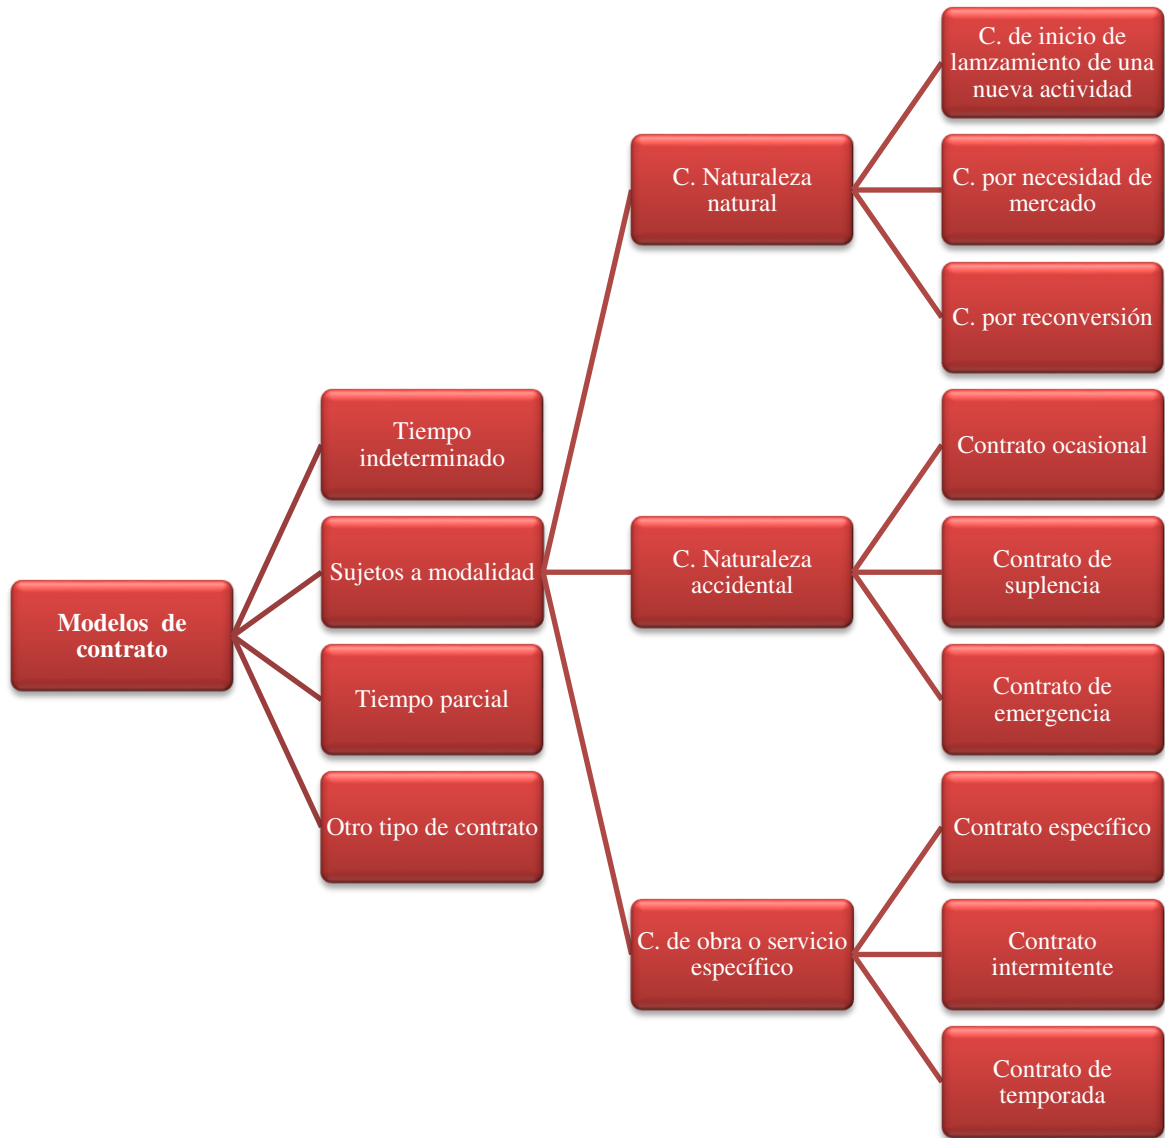 Modelos de
contrato
Tiempo
indeterminado
Sujetos a modalidad
Tiempo parcial
Otro tipo de contrato
C. Naturaleza
natural
C. Naturaleza
accidental
C. de obra o servicio
específico
C. de inicio de
lamzamiento de una
nueva actividad
C. por necesidad de
mercado
C. por reconversión
Contrato ocasional
Contrato de
suplencia
Contrato de
emergencia
Contrato específico
Contrato
intermitente
Contrato de
temporada